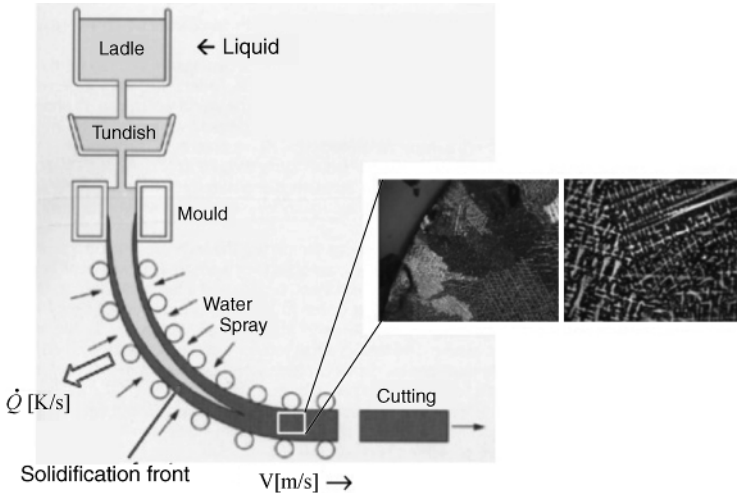 Ladle
← Liquid
Tundish
Mould
Water
Spray
Q̇ [K/s]
Cutting
Solidification front
V[m/s] →